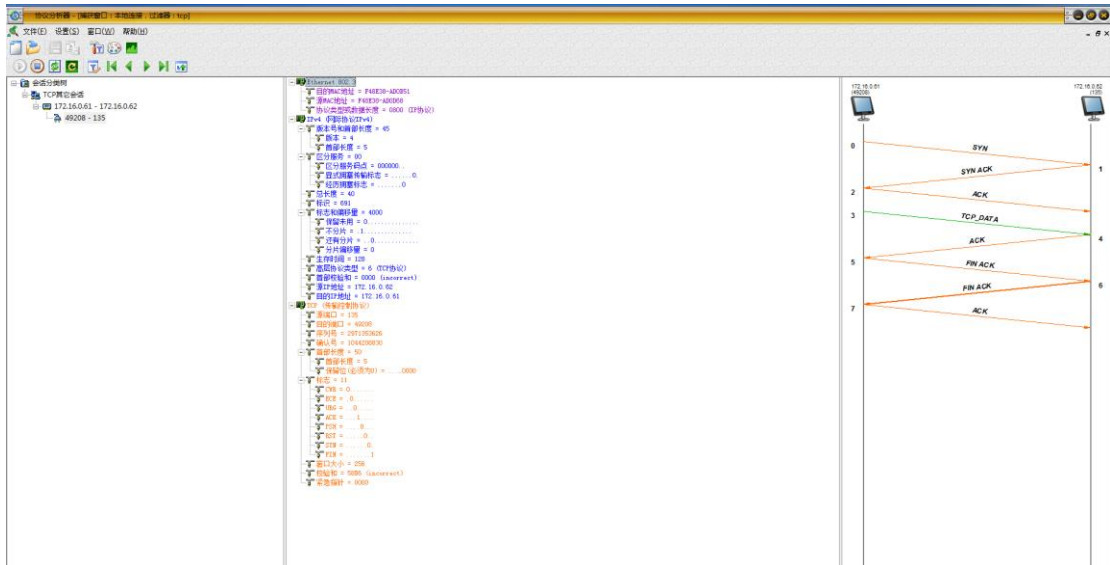 协议分析器 - [捕获窗口：本地连接，过滤器：tcp]
文件(F) 设置(S) 窗口(W) 帮助(H)
会话分类树
TCP其它会话
172.16.0.61 - 172.16.0.62
49208 - 135
Ethernet 802.3
目的MAC地址 =
源MAC地址 =
协议类型或数据长度 = 0800 (IP协议)
IPv4 (网际协议IPv4)
版本号和首部长度 = 45
版本 = 4
首部长度 = 5
区分服务 = 00
区分服务码点 = 000000..
显式拥塞传输标志 = ......0.
经历拥塞标志 = .......0
总长度 = 40
标识 = 691
标志和偏移量 = 4000
保留未用 = 0...............
不分片 = .1..............
还有分片 = ..0.............
分片偏移量 = 0
生存时间 = 128
高层协议类型 = 6 (TCP协议)
首部校验和 = 0000 (incorrect)
源IP地址 = 172.16.0.62
目的IP地址 = 172.16.0.61
TCP (传输控制协议)
源端口 = 135
目的端口 =
序列号 =
确认号 =
首部长度 = 50
首部长度 = 5
保留位(必须为0) = ....0000
标志 = 11
CWR = 0.......
ECE = .0......
URG = ..0.....
ACK = ...1....
PSH = ....0...
RST = .....0..
SYN = ......0.
FIN = .......1
窗口大小 = 256
校验和 = (incorrect)
紧急指针 = 0000
172.16.0.61 172.16.0.62
(49208) (135)
0 SYN
1
SYN ACK
2 ACK
3 TCP_DATA
4
ACK
5 FIN ACK
6
FIN ACK
7 ACK